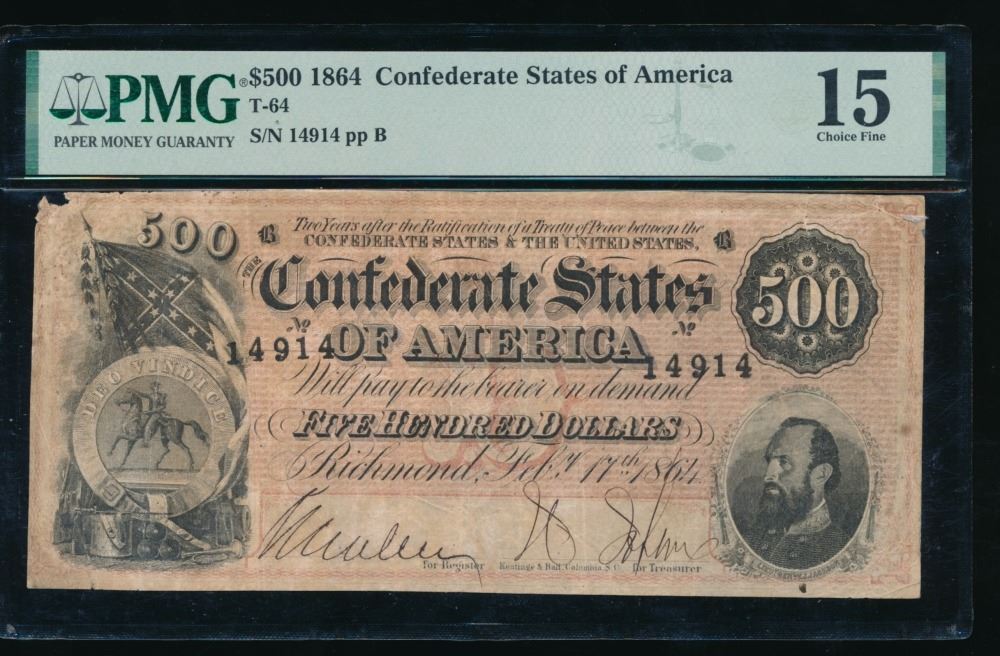 PMG ® $500 1864 Confederate States of America 15
T-64 Choice Fine
PAPER MONEY GUARANTY S/N 14914 pp B
500 B Two Years after the Ratification of a Treaty of Peace between the B
CONFEDERATE STATES & THE UNITED STATES,
THE Confederate States 500
No 14914 OF AMERICA No 14914
DEO VINDICE
Will pay to the bearer on demand
FIVE HUNDRED DOLLARS
Richmond, Feby. 17th 1864.
For Register Keatinge & Ball, Columbia, S.C. for Treasurer